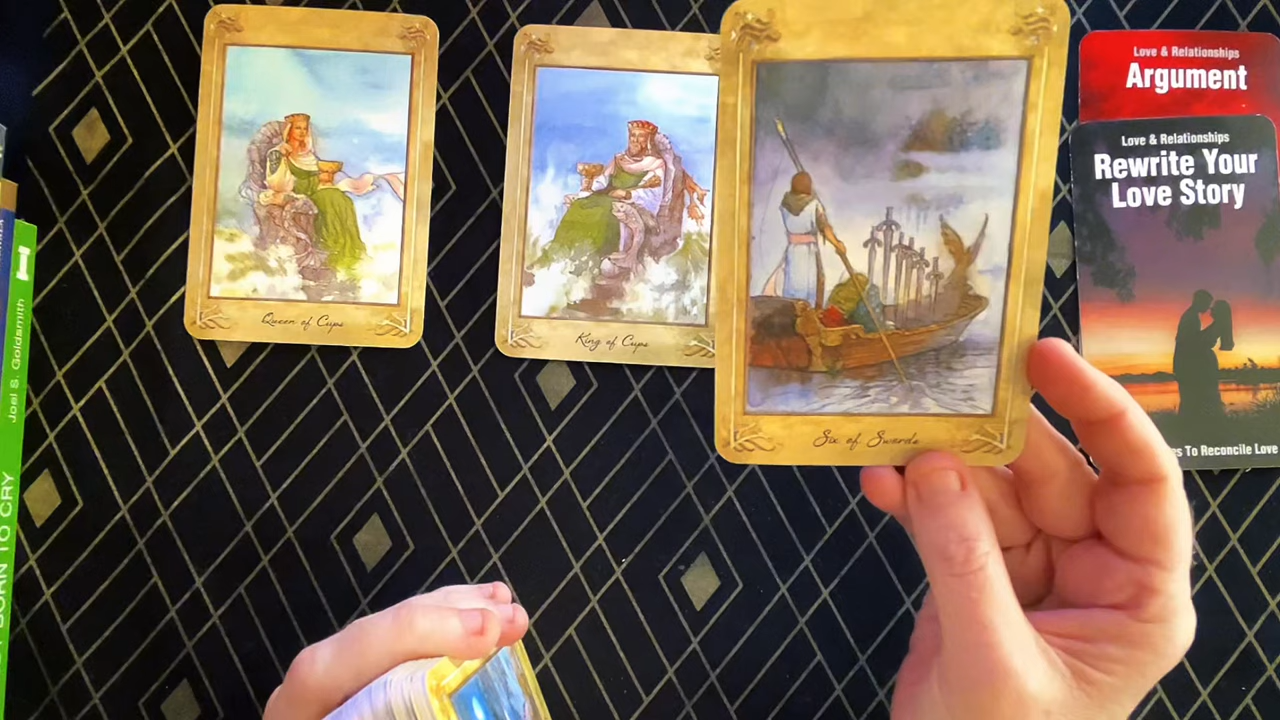 Queen of Cups
King of Cups
Six of Swords
Love & Relationships
Argument
Love & Relationships
Rewrite Your
Love Story
To Reconcile Love
Joel S. Goldsmith
BORN TO CRY